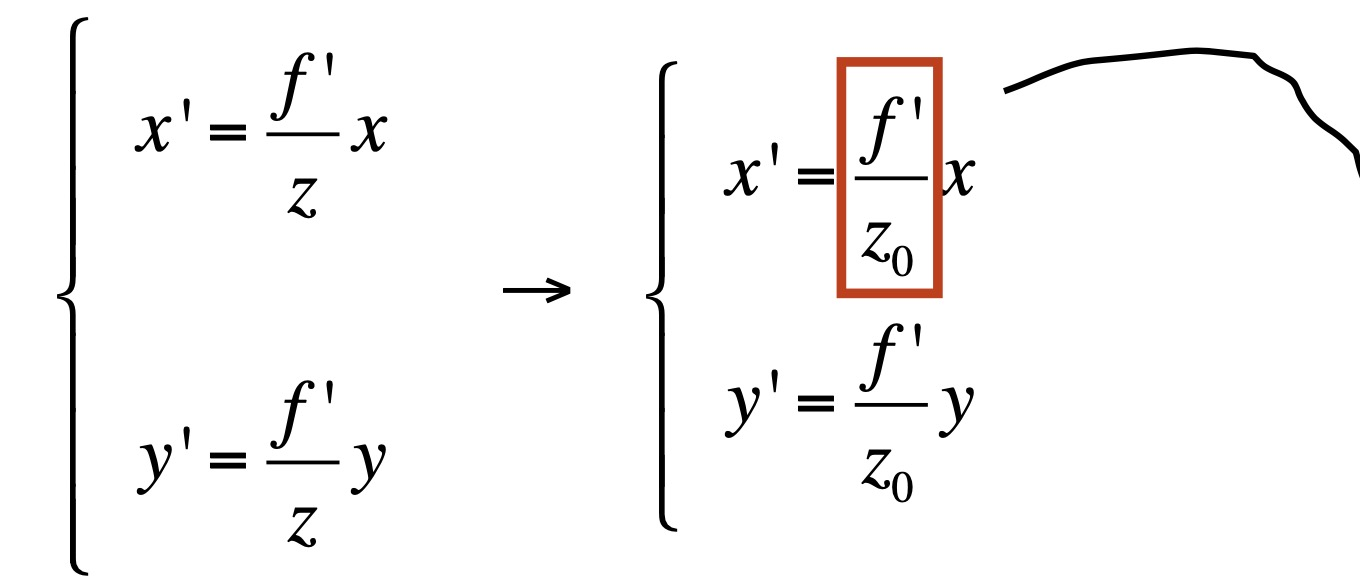 x' = f'/z x → x' = f'/z₀ x
y' = f'/z y y' = f'/z₀ y